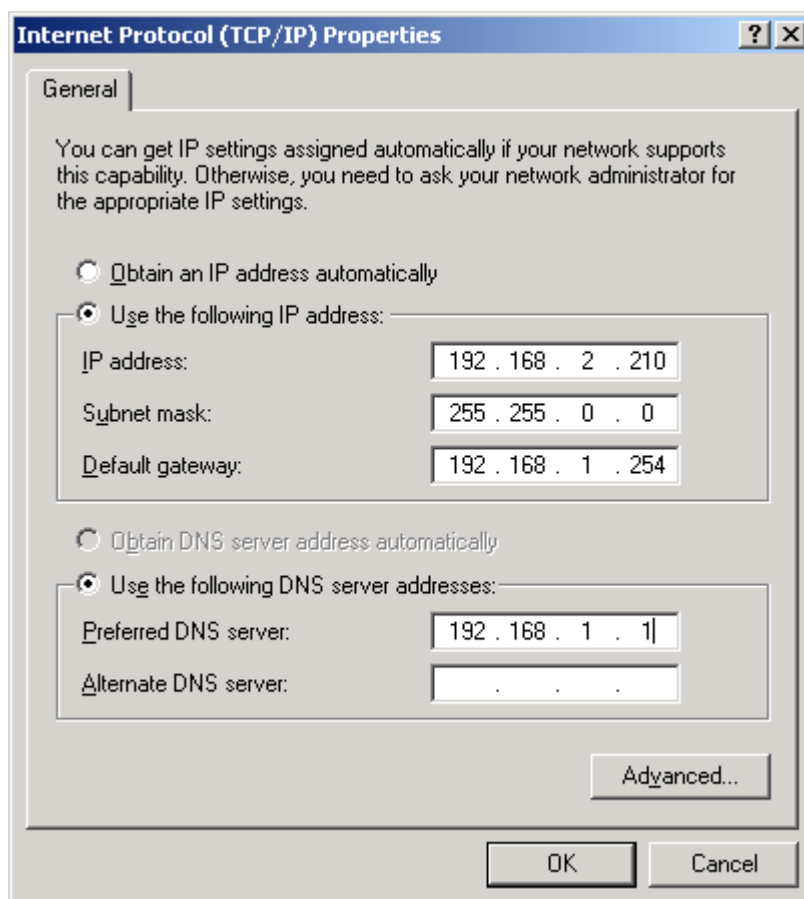 Internet Protocol (TCP/IP) Properties
General
You can get IP settings assigned automatically if your network supports
this capability. Otherwise, you need to ask your network administrator for
the appropriate IP settings.
Obtain an IP address automatically
Use the following IP address:
IP address: 192 . 168 . 2 . 210
Subnet mask: 255 . 255 . 0 . 0
Default gateway: 192 . 168 . 1 . 254
Obtain DNS server address automatically
Use the following DNS server addresses:
Preferred DNS server: 192 . 168 . 1 . 1
Alternate DNS server: . . .
Advanced...
OK Cancel